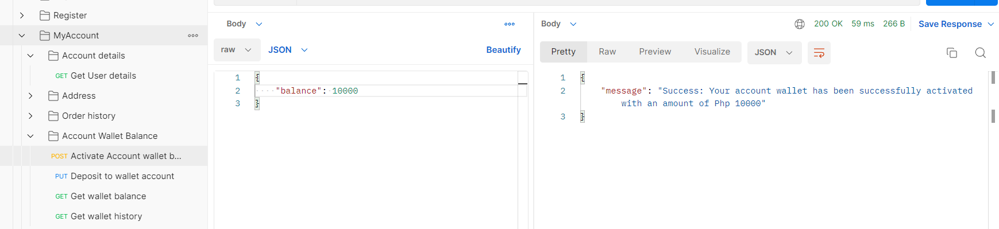 Register
MyAccount
Account details
GET Get User details
Address
Order history
Account Wallet Balance
POST Activate Account wallet b...
PUT Deposit to wallet account
GET Get wallet balance
GET Get wallet history
Body
raw JSON Beautify
1 {
2 "balance": 10000
3 }
Body 200 OK 59 ms 266 B Save Response
Pretty Raw Preview Visualize JSON
1 {
2 "message": "Success: Your account wallet has been successfully activated
with an amount of Php 10000"
3 }